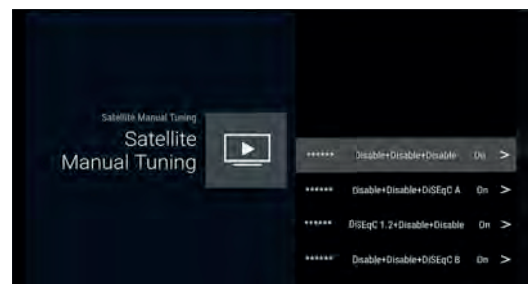 Satellite Manual Tuning
Satellite
Manual Tuning
****** Disable+Disable+Disable On >
****** Disable+Disable+DiSEqC A On >
****** DiSEqC 1.2+Disable+Disable On >
****** Disable+Disable+DiSEqC B On >